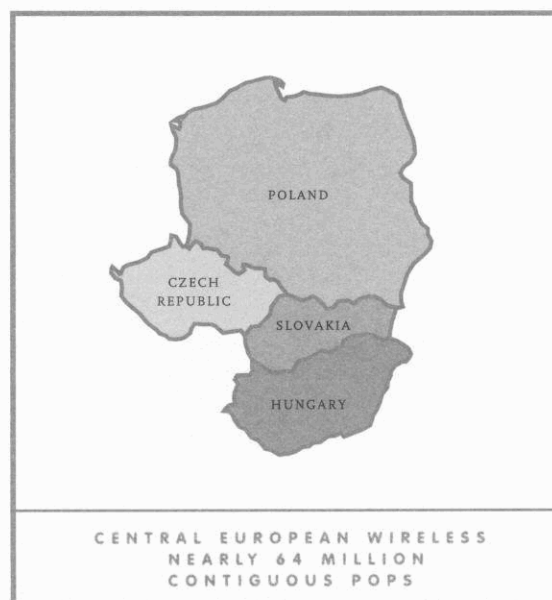 POLAND
CZECH
REPUBLIC
SLOVAKIA
HUNGARY
CENTRAL EUROPEAN WIRELESS
NEARLY 64 MILLION
CONTIGUOUS POPS